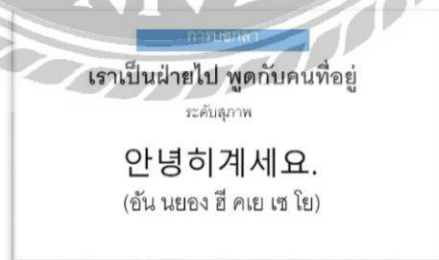 การบอกลา
เราเป็นฝ่ายไป พูดกับคนที่อยู่
ระดับสุภาพ
안녕히계세요.
(อัน นยอง ฮี คเย เซ โย)